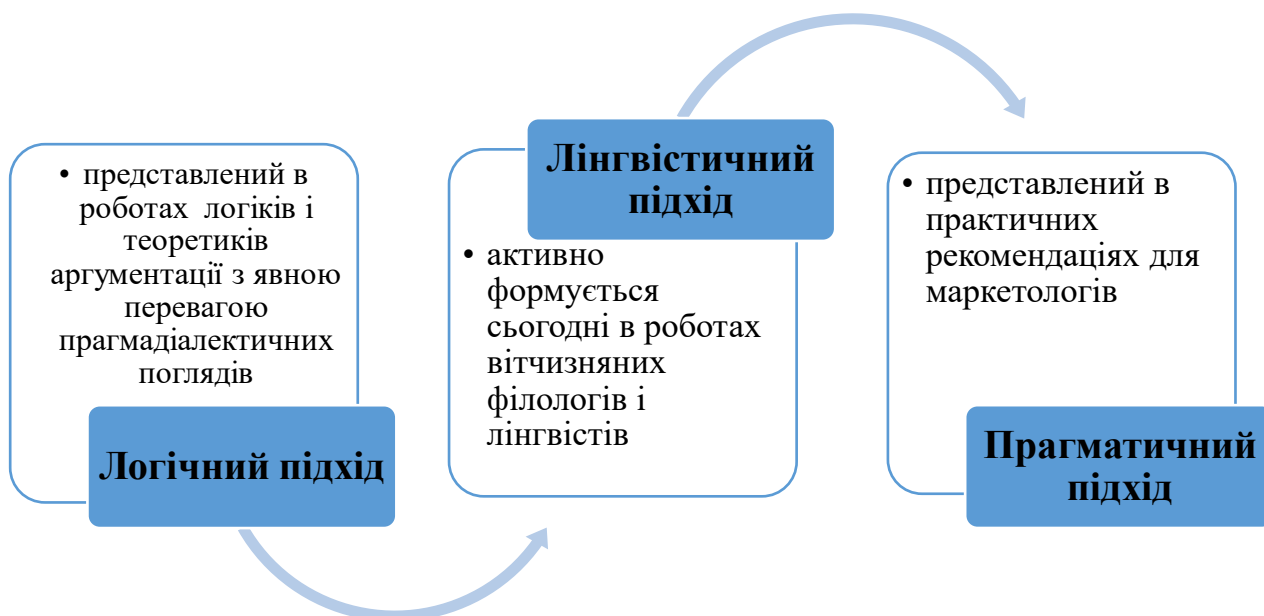 • представлений в
роботах логіків і
теоретиків
аргументації з явною
перевагою
прагмадіалектичних
поглядів
Логічний підхід
Лінгвістичний
підхід
• активно
формується
сьогодні в роботах
вітчизняних
філологів і
лінгвістів
• представлений в
практичних
рекомендаціях для
маркетологів
Прагматичний
підхід